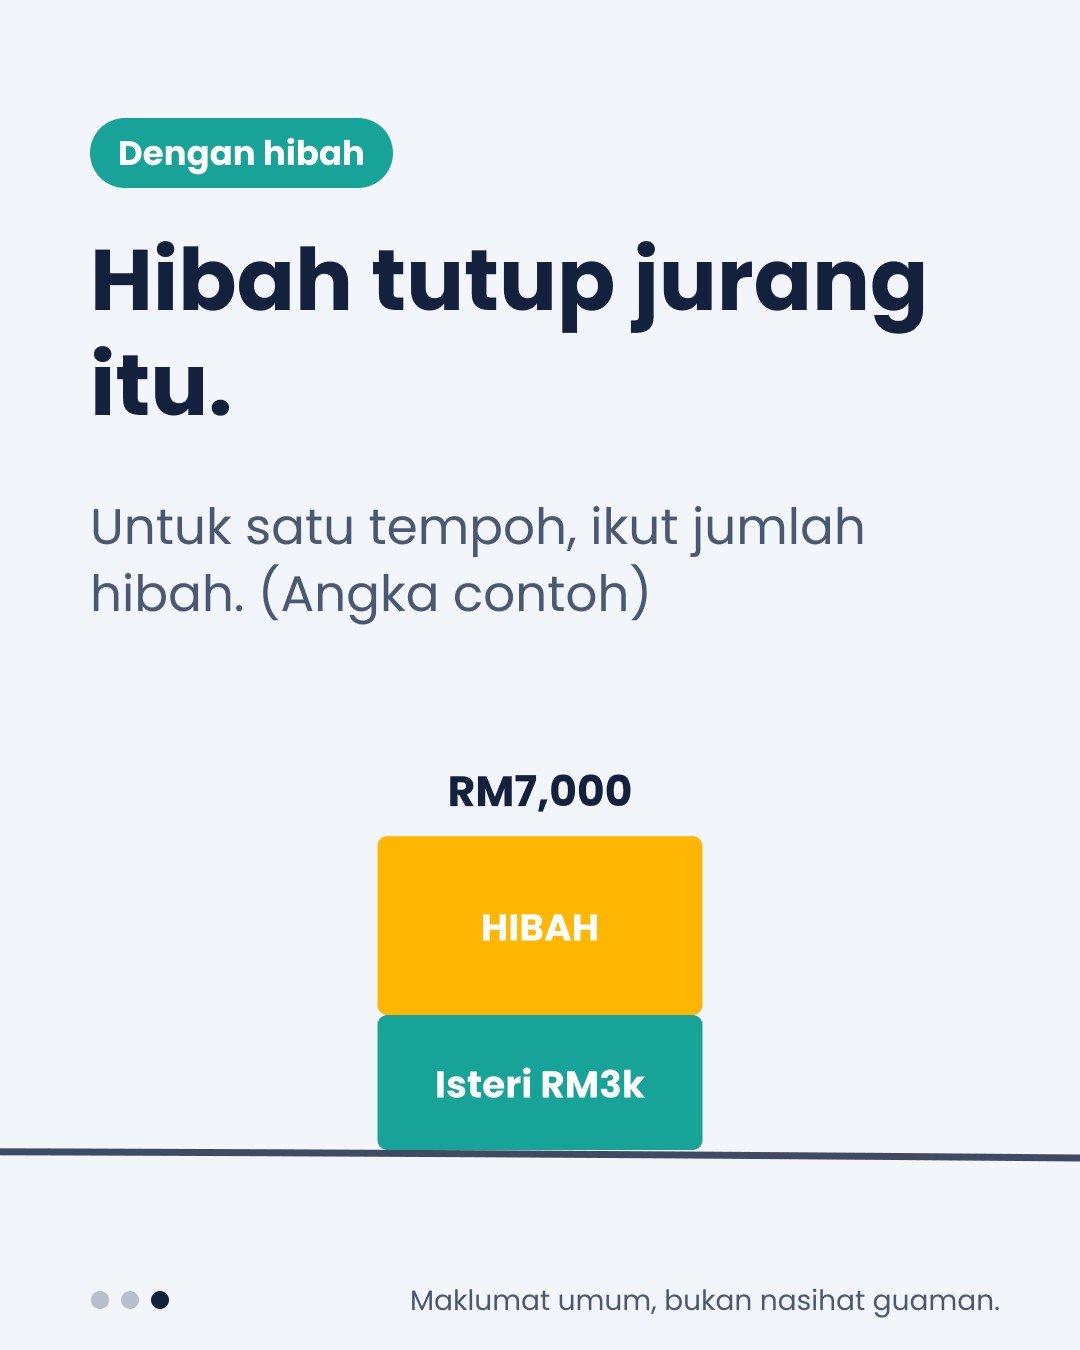 Dengan hibah
Hibah tutup jurang
itu.
Untuk satu tempoh, ikut jumlah
hibah. (Angka contoh)
RM7,000
HIBAH
Isteri RM3k
Maklumat umum, bukan nasihat guaman.